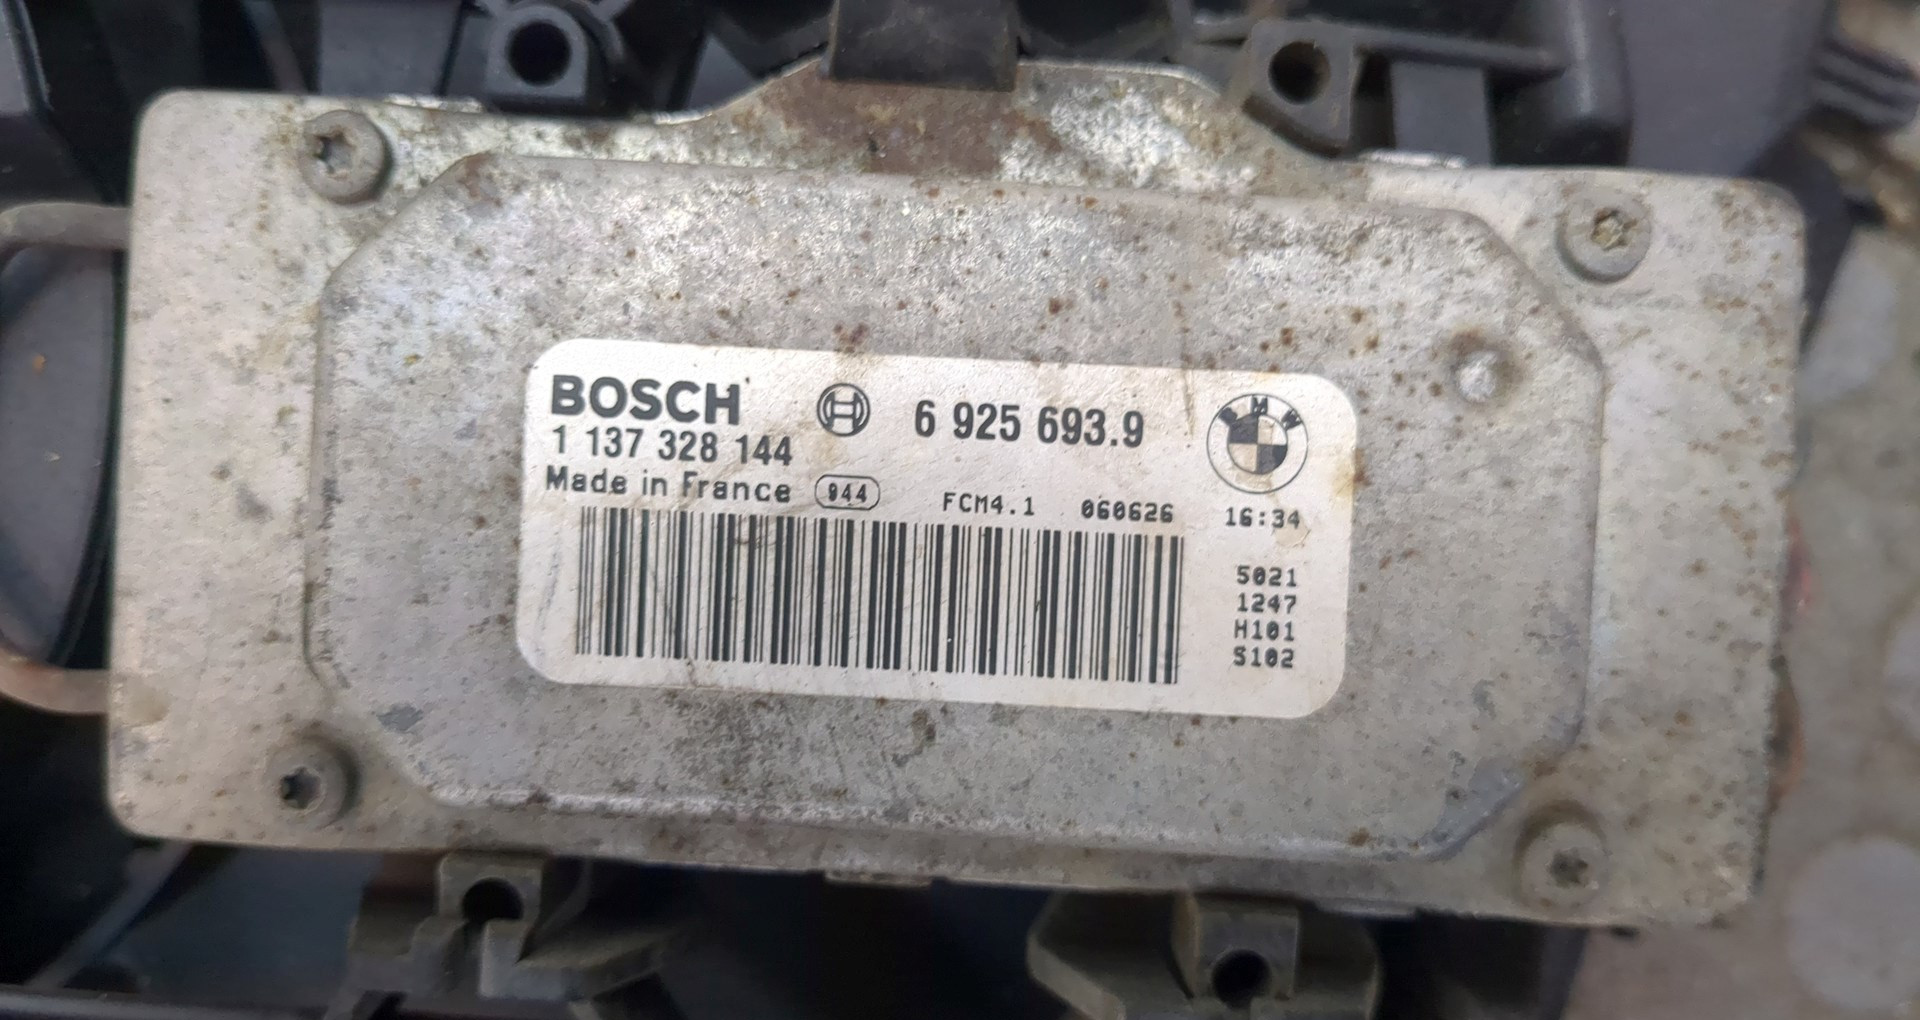 BOSCH
6 925 693.9
BMW
1 137 328 144
Made in France 944
FCM4.1 060626 16:34
5021
1247
H101
S102